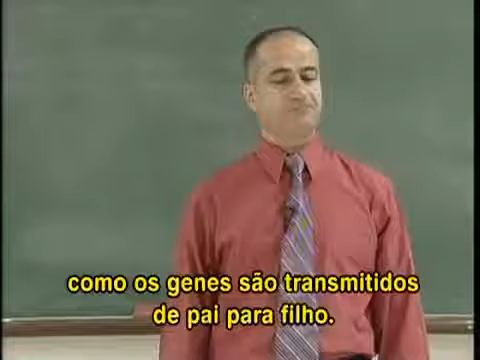 como os genes são transmitidos
de pai para filho.